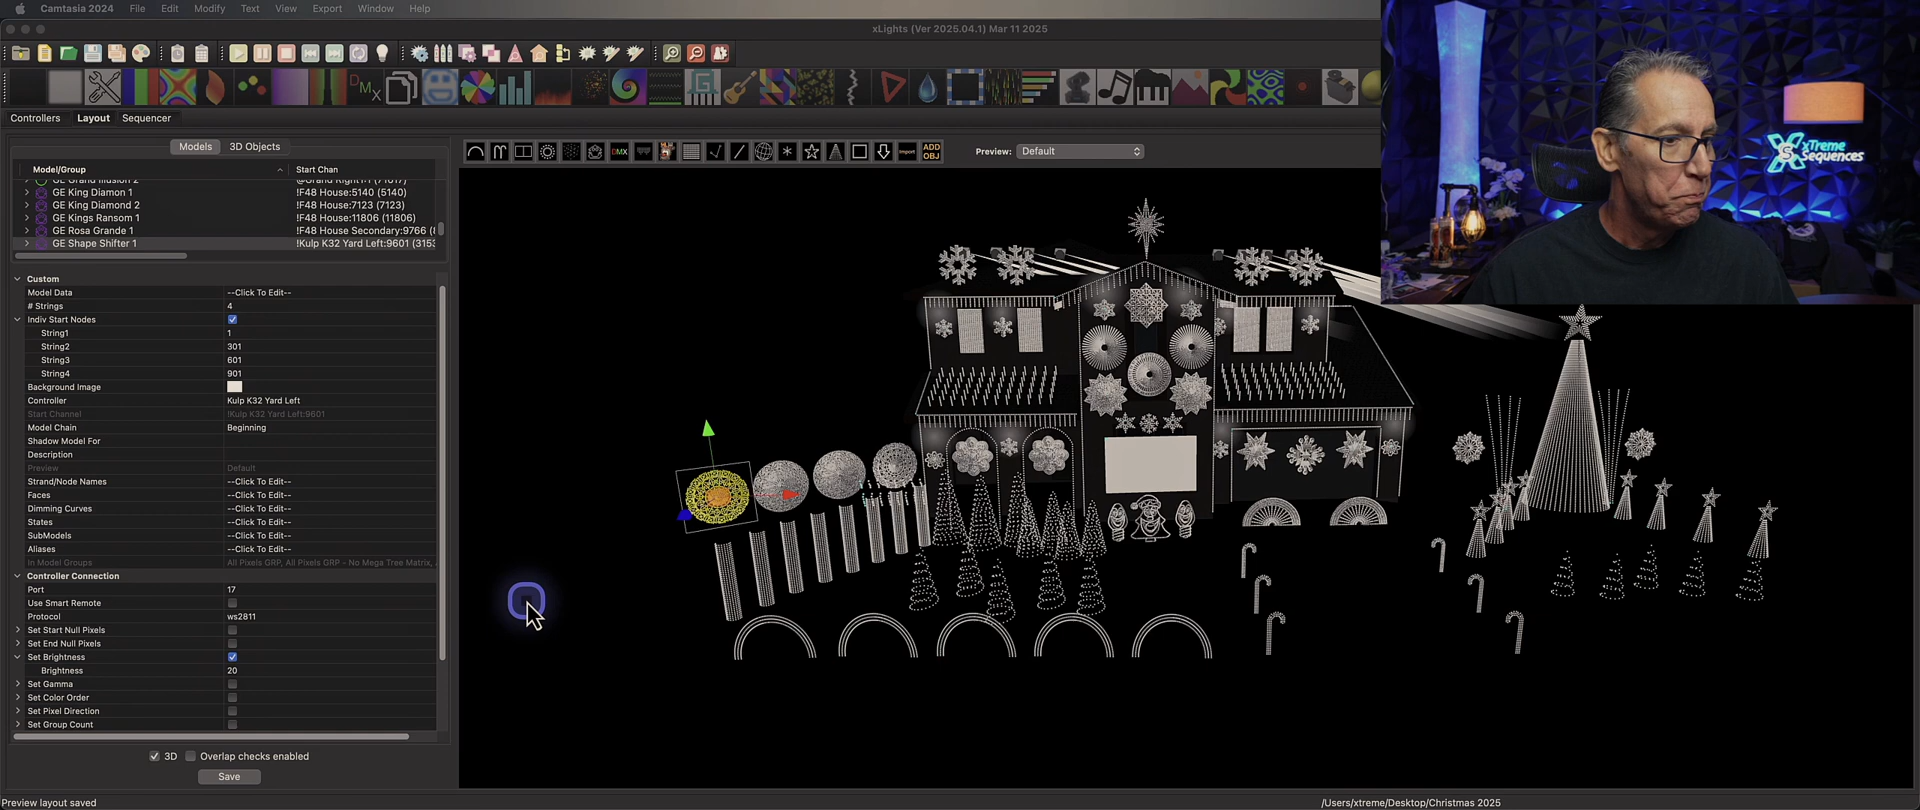 Camtasia 2024 File Edit Modify Text View Export Window Help
xLights (Ver 2025.04.1) Mar 11 2025
Controllers Layout Sequencer
Models 3D Objects
DMX
Import
ADD OBJ
Preview: Default
Model/Group Start Chan
GE Grand Illusion 2
GE King Diamon 1 !F48 House:5140 (5140)
GE King Diamond 2 !F48 House:7123 (7123)
GE Kings Ransom 1 !F48 House:11806 (11806)
GE Rosa Grande 1 !F48 House Secondary:9766
GE Shape Shifter 1 !Kulp K32 Yard Left:9601 (3153
Custom
Model Data --Click To Edit--
# Strings 4
Indiv Start Nodes
String1 1
String2 301
String3 601
String4 901
Background Image
Controller Kulp K32 Yard Left
Start Channel !Kulp K32 Yard Left:9601
Model Chain Beginning
Shadow Model For
Description
Preview Default
Strand/Node Names --Click To Edit--
Faces --Click To Edit--
Dimming Curves --Click To Edit--
States --Click To Edit--
SubModels --Click To Edit--
Aliases --Click To Edit--
In Model Groups All Pixels GRP, All Pixels GRP - No Mega Tree Matrix,
Controller Connection
Port 17
Use Smart Remote
Protocol ws2811
Set Start Null Pixels
Set End Null Pixels
Set Brightness
Brightness 20
Set Gamma
Set Color Order
Set Pixel Direction
Set Group Count
3D Overlap checks enabled
Save
Preview layout saved /Users/xtreme/Desktop/Christmas 2025
xTreme
Sequences